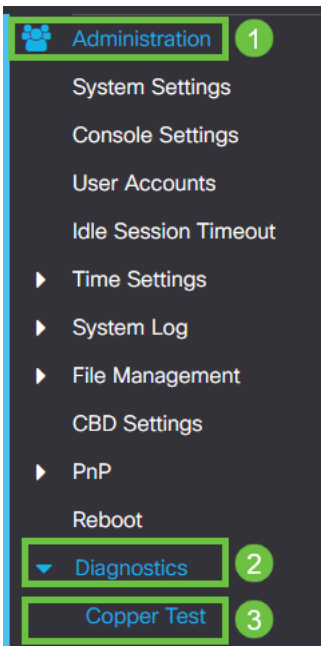 Administration 1
System Settings
Console Settings
User Accounts
Idle Session Timeout
Time Settings
System Log
File Management
CBD Settings
PnP
Reboot
Diagnostics 2
Copper Test 3